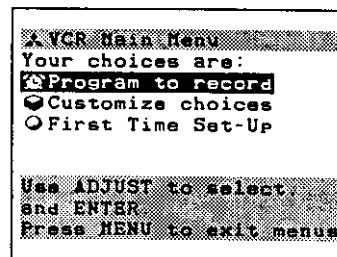 VCR Main Menu
Your choices are:
Program to record
Customize choices
First Time Set-Up
Use ADJUST to select,
and ENTER.
Press MENU to exit menus